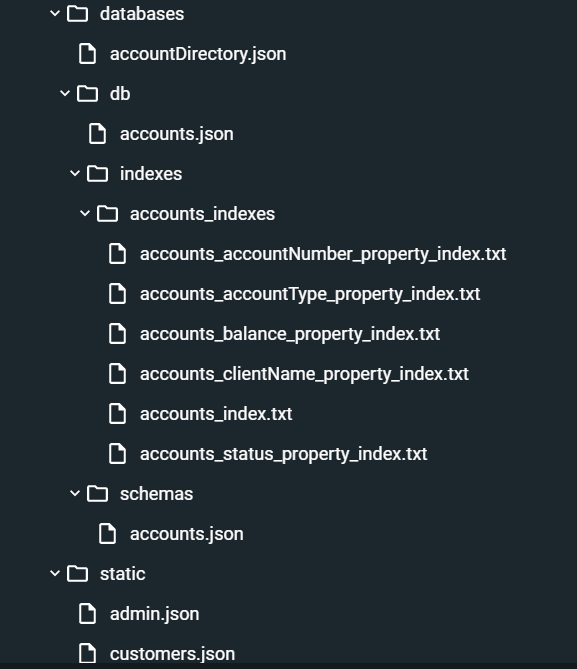 databases
accountDirectory.json
db
accounts.json
indexes
accounts_indexes
accounts_accountNumber_property_index.txt
accounts_accountType_property_index.txt
accounts_balance_property_index.txt
accounts_clientName_property_index.txt
accounts_index.txt
accounts_status_property_index.txt
schemas
accounts.json
static
admin.json
customers.json